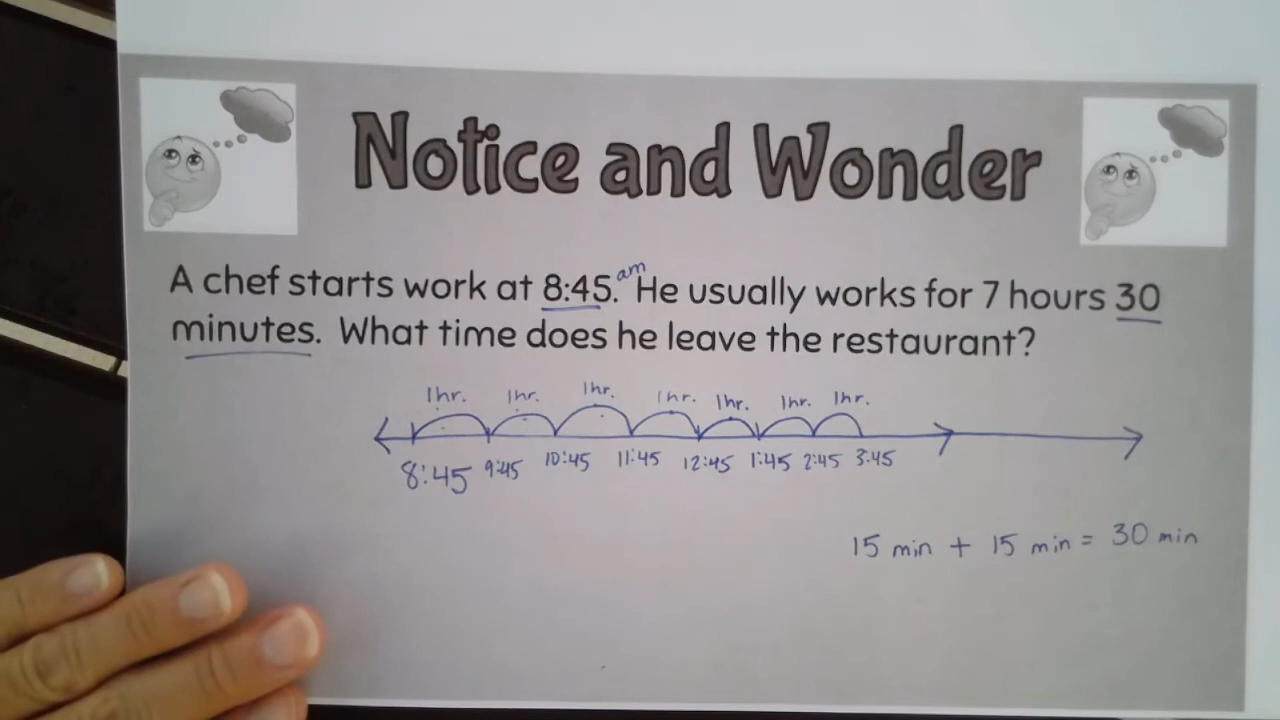 Notice and Wonder
am
A chef starts work at 8:45. He usually works for 7 hours 30
minutes. What time does he leave the restaurant?
1hr. 1hr. 1hr. 1hr. 1hr. 1hr. 1hr.
8:45 9:45 10:45 11:45 12:45 1:45 2:45 3:45
15 min + 15 min = 30 min